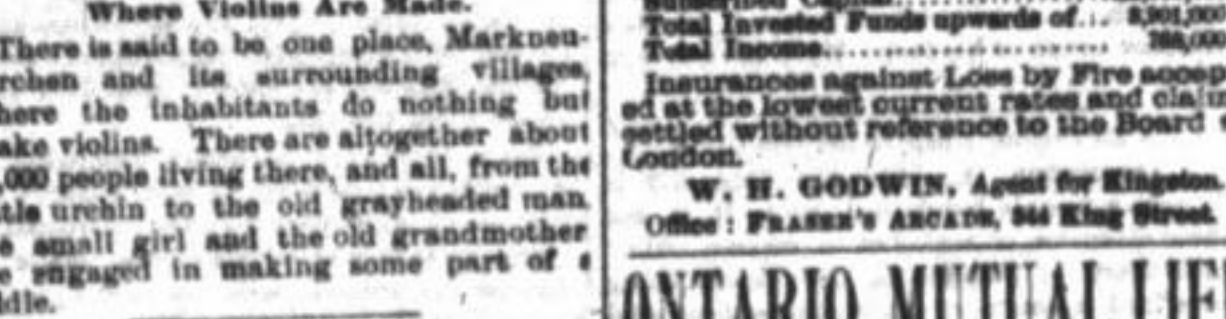 Where Violins Are Made.
There is said to be one place, Markneu-
rchen and its surrounding villages,
here the inhabitants do nothing but
ake violins. There are altogether about
,000 people living there, and all, from the
tle urchin to the old grayheaded man
e small girl and the old grandmother
e engaged in making some part of
ddle.
Subscribed Capital
Total Invested Funds upwards of...
Total Income
Insurances against Loss by Fire accep
ed at the lowest current rates and claim
settled without reference to the Board
London.
W. H. GODWIN, Agent for Kingston.
Office: FRASER'S ARCADE, King Street.
ONTARIO MUTUAL LIF